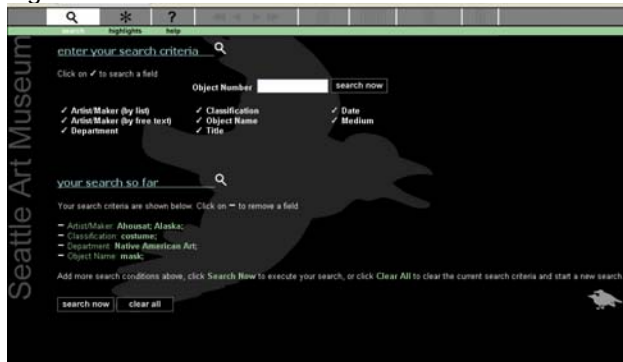 search highlights help
Seattle Art Museum
enter your search criteria
Click on ✓ to search a field
Object Number search now
✓ Artist/Maker (by list) ✓ Classification ✓ Date
✓ Artist/Maker (by free text) ✓ Object Name ✓ Medium
✓ Department ✓ Title
your search so far
Your search criteria are shown below. Click on − to remove a field
− Artist/Maker: Ahousat; Alaska;
− Classification: costume;
− Department: Native American Art;
− Object Name: mask;
Add more search conditions above, click Search Now to execute your search, or click Clear All to clear the current search criteria and start a new search
search now clear all